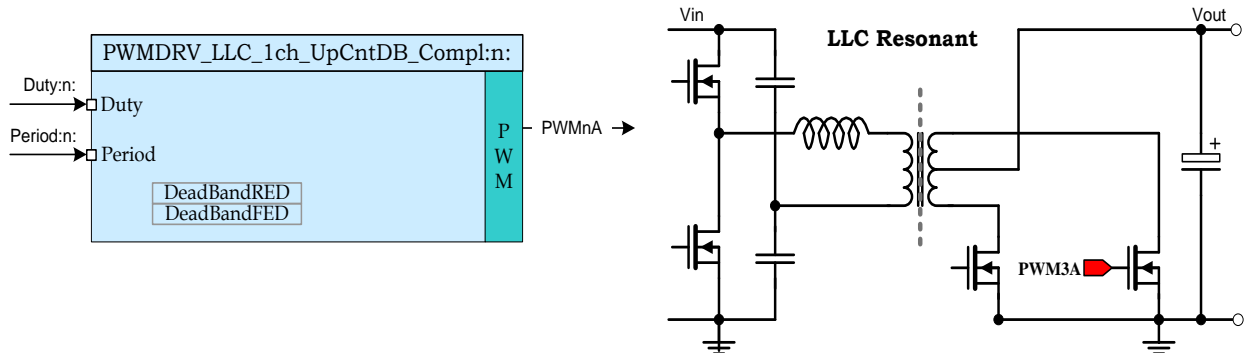 PWMDRV_LLC_1ch_UpCntDB_Compl:n:
Duty:n:
Duty
Period:n:
Period
DeadBandRED
DeadBandFED
P
W
M
PWMnA
Vin
Vout
LLC Resonant
+
PWM3A